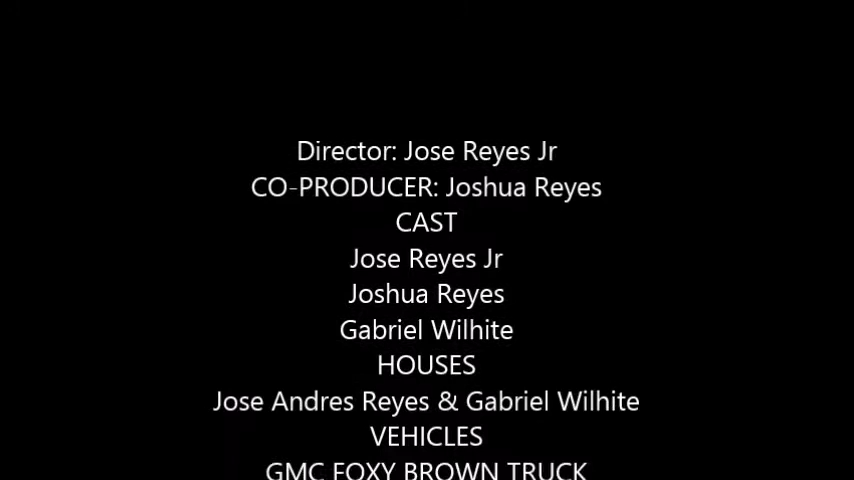 Director: Jose Reyes Jr
CO-PRODUCER: Joshua Reyes
CAST
Jose Reyes Jr
Joshua Reyes
Gabriel Wilhite
HOUSES
Jose Andres Reyes & Gabriel Wilhite
VEHICLES
GMC FOXY BROWN TRUCK